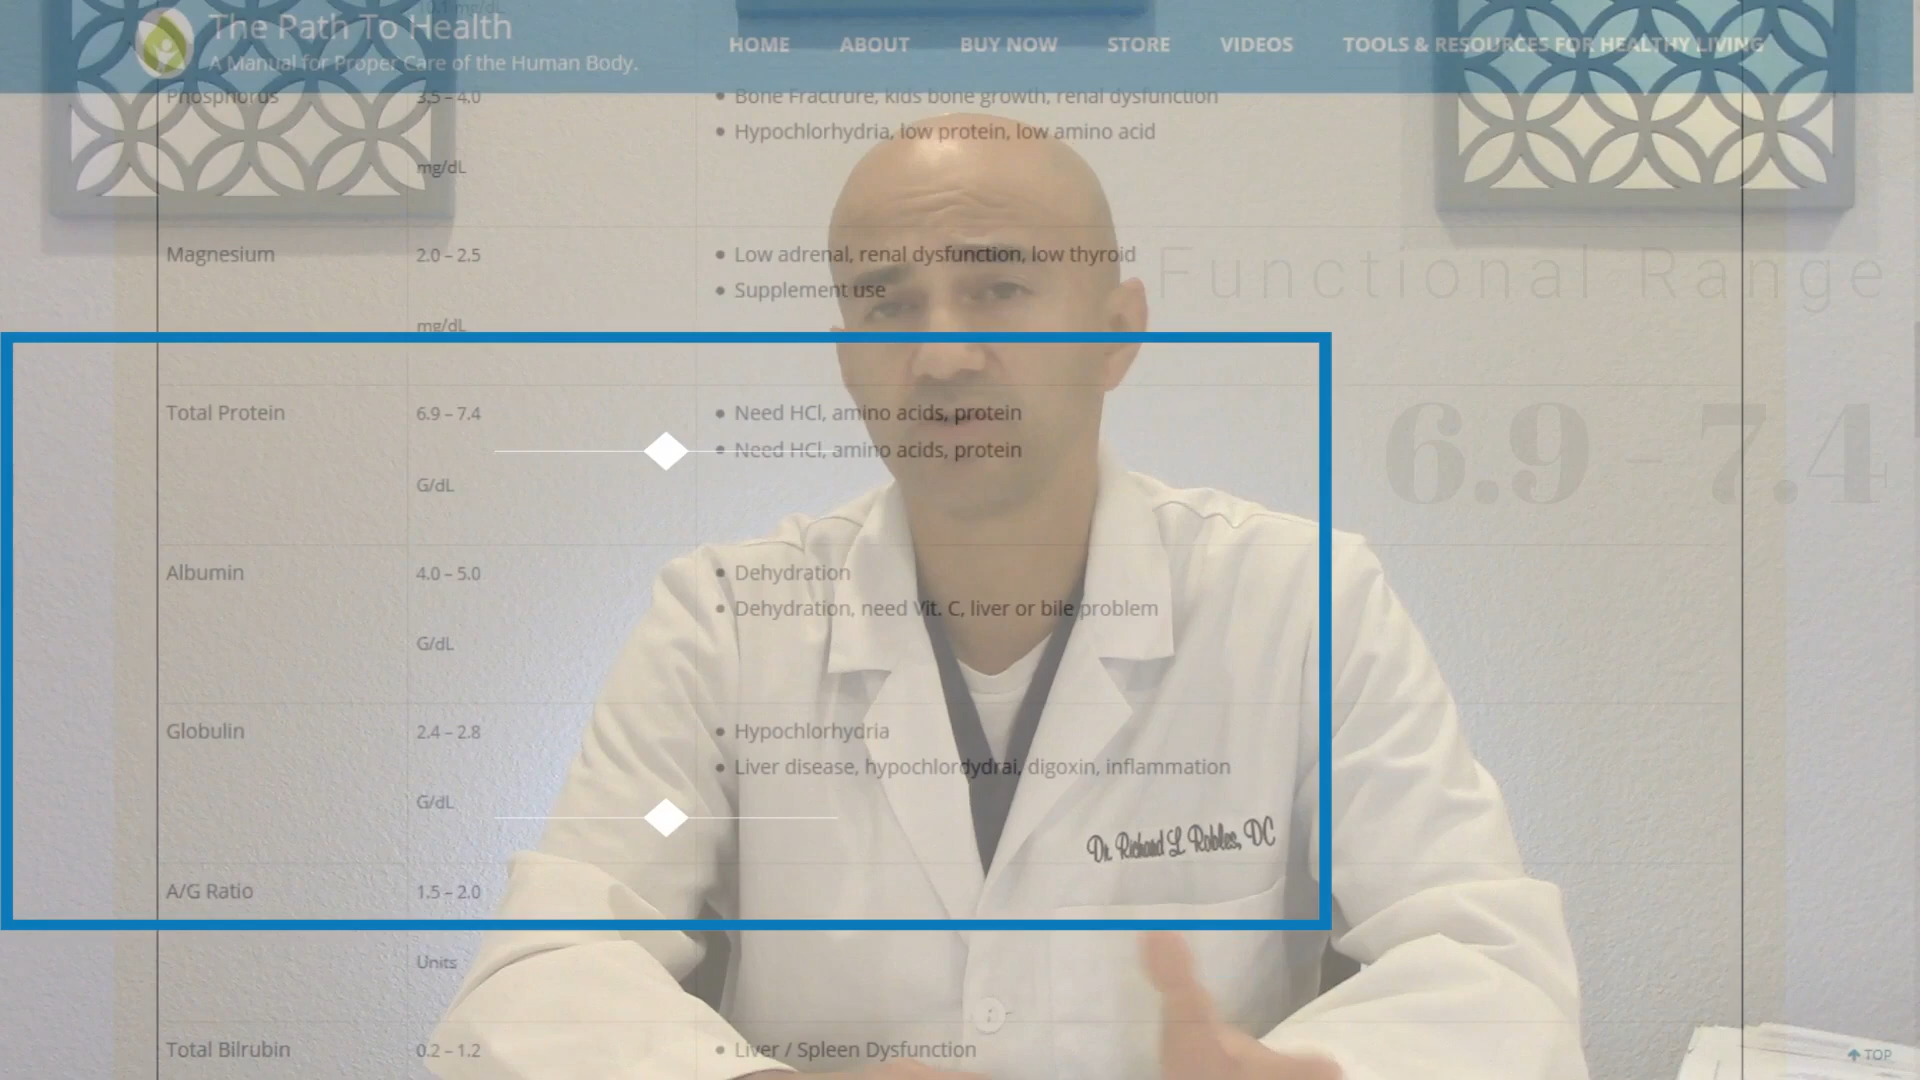 10.1 mg/dL
The Path To Health
A Manual for Proper Care of the Human Body.
HOME ABOUT BUY NOW STORE VIDEOS TOOLS & RESOURCES FOR HEALTHY LIVING
Phosphorus 3.5 – 4.0 • Bone Fractrure, kids bone growth, renal dysfunction
• Hypochlorhydria, low protein, low amino acid
mg/dL
Magnesium 2.0 – 2.5 • Low adrenal, renal dysfunction, low thyroid
Functional Range
• Supplement use
mg/dL
Total Protein 6.9 – 7.4 • Need HCl, amino acids, protein
6.9 - 7.4
• Need HCl, amino acids, protein
G/dL
Albumin 4.0 – 5.0 • Dehydration
• Dehydration, need Vit. C, liver or bile problem
G/dL
Globulin 2.4 – 2.8 • Hypochlorhydria
• Liver disease, hypochlordydrai, digoxin, inflammation
G/dL
Dr. Richard L Robles, DC
A/G Ratio 1.5 – 2.0
Units
Total Bilrubin 0.2 – 1.2 • Liver / Spleen Dysfunction
TOP